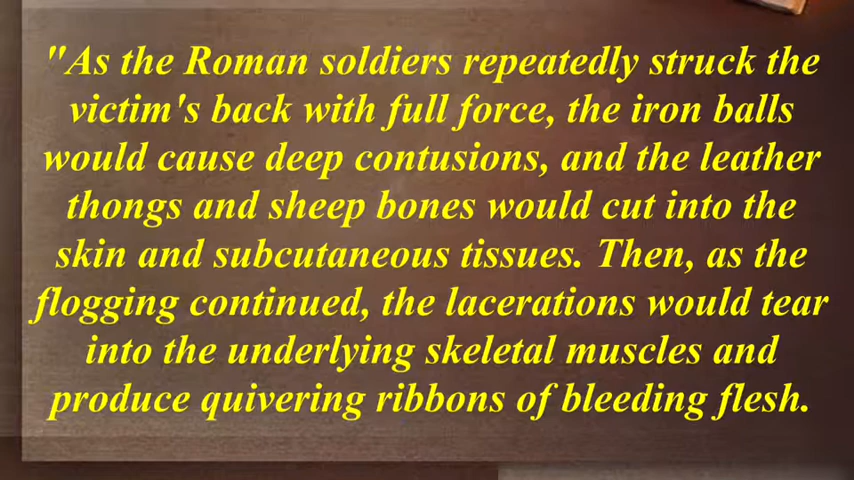 "As the Roman soldiers repeatedly struck the
victim's back with full force, the iron balls
would cause deep contusions, and the leather
thongs and sheep bones would cut into the
skin and subcutaneous tissues. Then, as the
flogging continued, the lacerations would tear
into the underlying skeletal muscles and
produce quivering ribbons of bleeding flesh.